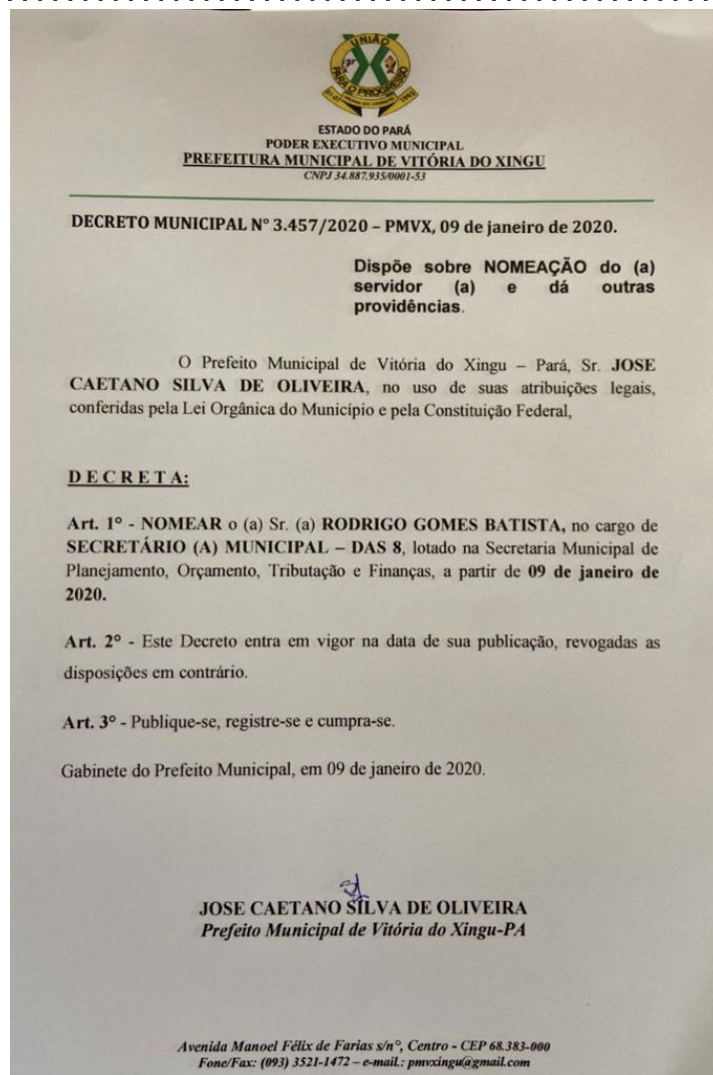 UNIÃO
PARA O PROGRESSO
ESTADO DO PARÁ
PODER EXECUTIVO MUNICIPAL
PREFEITURA MUNICIPAL DE VITÓRIA DO XINGU
CNPJ 34.887.935/0001-53
DECRETO MUNICIPAL N° 3.457/2020 – PMVX, 09 de janeiro de 2020.
Dispõe sobre NOMEAÇÃO do (a)
servidor (a) e dá outras
providências.
O Prefeito Municipal de Vitória do Xingu – Pará, Sr. JOSE
CAETANO SILVA DE OLIVEIRA, no uso de suas atribuições legais,
conferidas pela Lei Orgânica do Município e pela Constituição Federal,
D E C R E T A:
Art. 1º - NOMEAR o (a) Sr. (a) RODRIGO GOMES BATISTA, no cargo de
SECRETÁRIO (A) MUNICIPAL – DAS 8, lotado na Secretaria Municipal de
Planejamento, Orçamento, Tributação e Finanças, a partir de 09 de janeiro de
2020.
Art. 2º - Este Decreto entra em vigor na data de sua publicação, revogadas as
disposições em contrário.
Art. 3º - Publique-se, registre-se e cumpra-se.
Gabinete do Prefeito Municipal, em 09 de janeiro de 2020.
JOSE CAETANO SILVA DE OLIVEIRA
Prefeito Municipal de Vitória do Xingu-PA
Avenida Manoel Félix de Farias s/n°, Centro - CEP 68.383-000
Fone/Fax: (093) 3521-1472 – e-mail.: pmvxingu@gmail.com